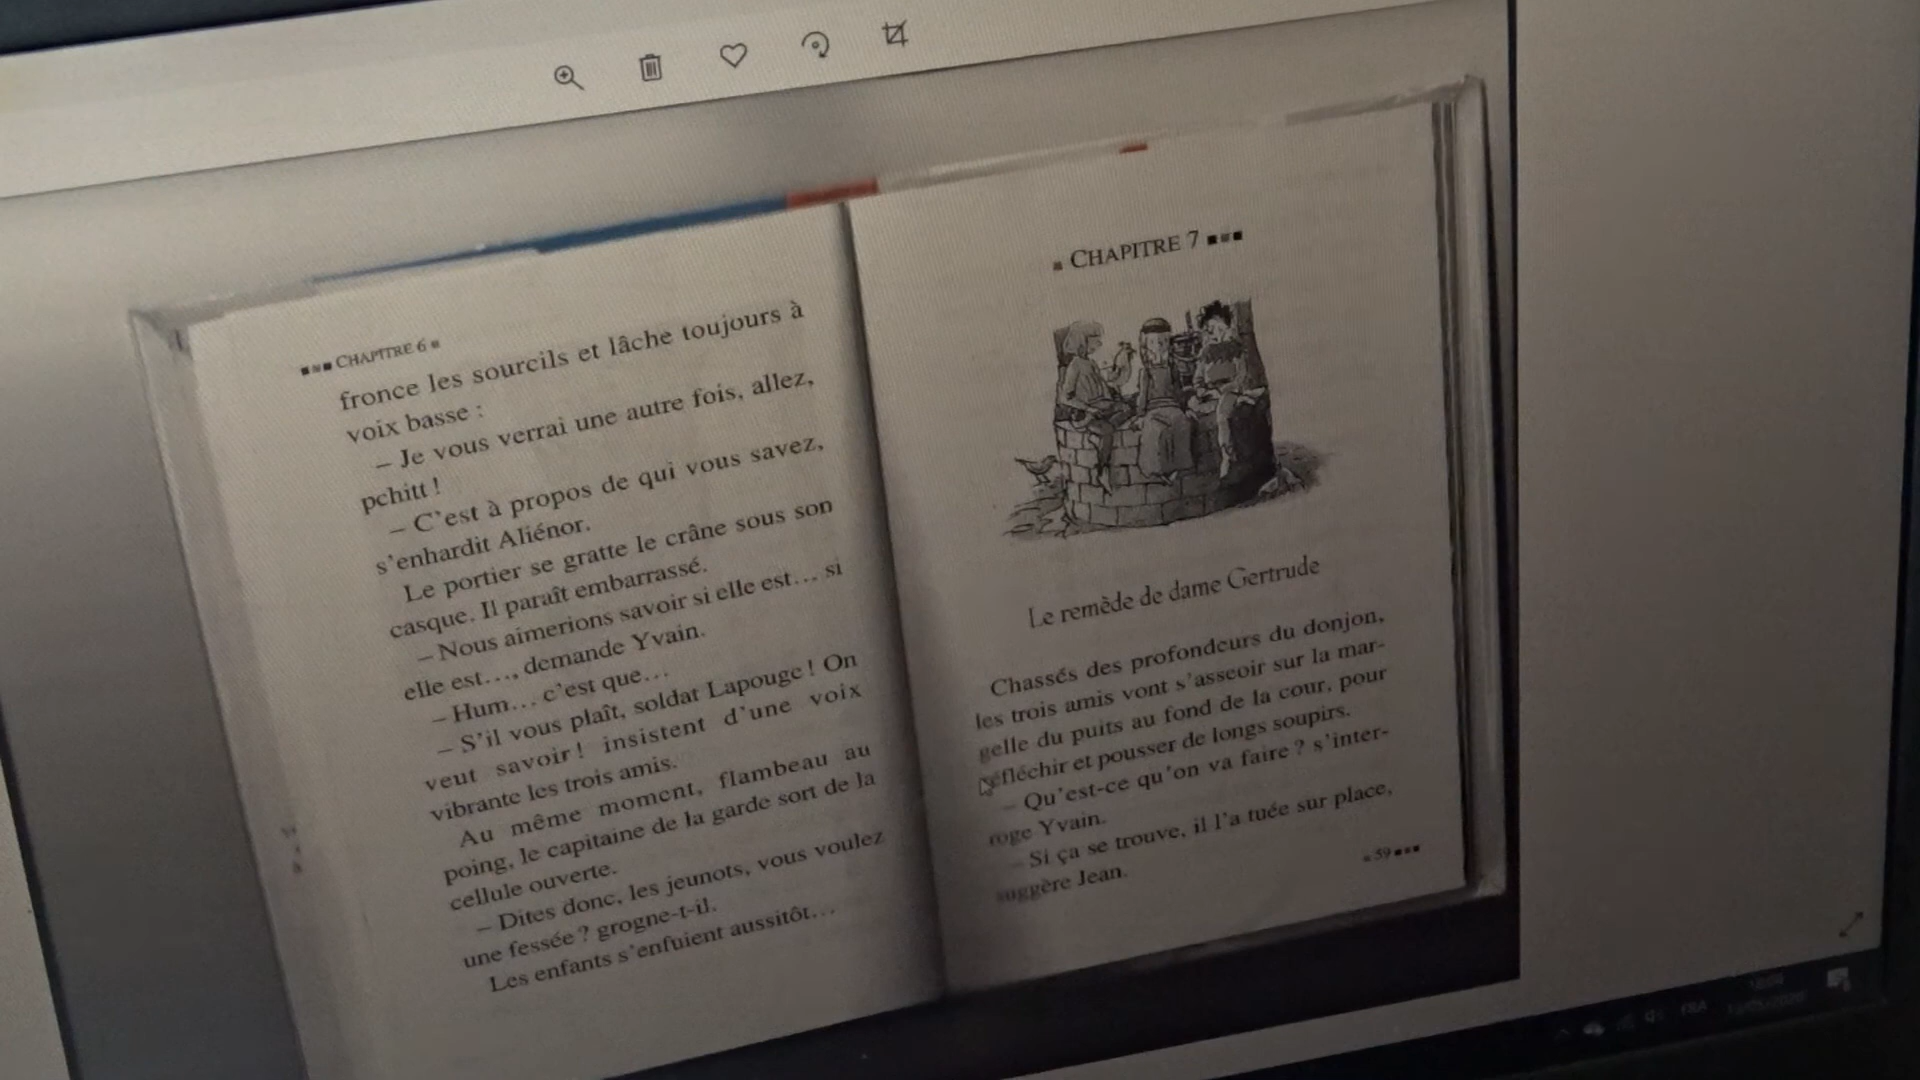 CHAPITRE 6
fronce les sourcils et lâche toujours à
voix basse :
– Je vous verrai une autre fois, allez,
pchitt !
– C'est à propos de qui vous savez,
s'enhardit Aliénor.
Le portier se gratte le crâne sous son
casque. Il paraît embarrassé.
– Nous aimerions savoir si elle est… si
elle est…, demande Yvain.
– Hum… c'est que…
– S'il vous plaît, soldat Lapouge ! On
veut savoir ! insistent d'une voix
vibrante les trois amis.
Au même moment, flambeau au
poing, le capitaine de la garde sort de la
cellule ouverte.
– Dites donc, les jeunots, vous voulez
une fessée ? grogne-t-il.
Les enfants s'enfuient aussitôt…
CHAPITRE 7
Le remède de dame Gertrude
Chassés des profondeurs du donjon,
les trois amis vont s'asseoir sur la mar-
gelle du puits au fond de la cour, pour
réfléchir et pousser de longs soupirs.
– Qu'est-ce qu'on va faire ? s'inter-
roge Yvain.
– Si ça se trouve, il l'a tuée sur place,
suggère Jean.
59
FRA